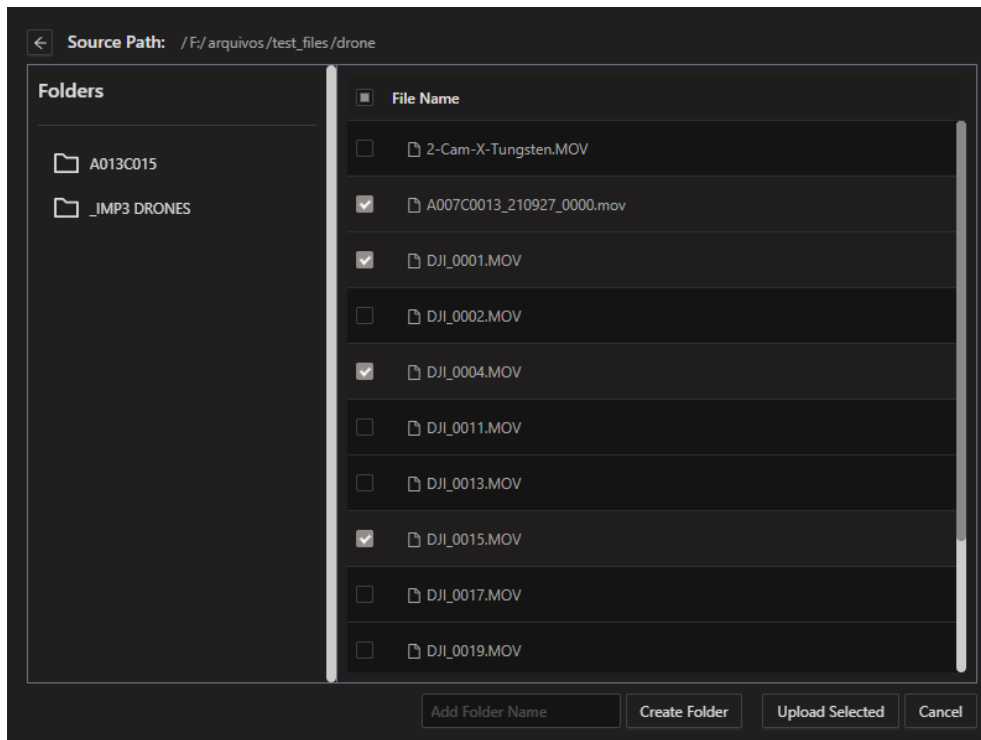 Source Path: /F:/arquivos/test_files/drone
Folders
A013C015
_IMP3 DRONES
File Name
2-Cam-X-Tungsten.MOV
A007C0013_210927_0000.mov
DJI_0001.MOV
DJI_0002.MOV
DJI_0004.MOV
DJI_0011.MOV
DJI_0013.MOV
DJI_0015.MOV
DJI_0017.MOV
DJI_0019.MOV
Add Folder Name Create Folder Upload Selected Cancel